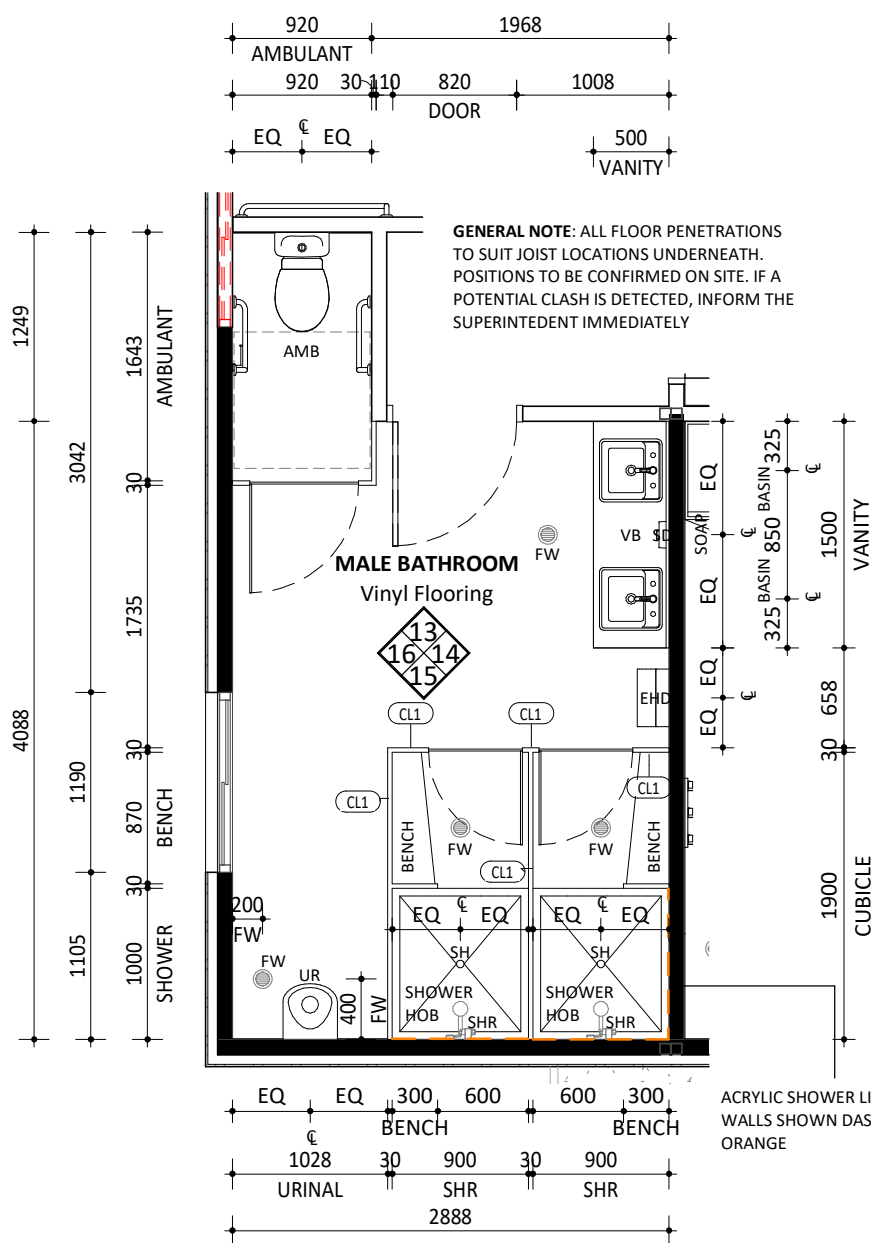 920
1968
AMBULANT
920
30
110
820
1008
DOOR
EQ
℄
EQ
500
VANITY
GENERAL NOTE: ALL FLOOR PENETRATIONS
TO SUIT JOIST LOCATIONS UNDERNEATH.
POSITIONS TO BE CONFIRMED ON SITE. IF A
POTENTIAL CLASH IS DETECTED, INFORM THE
SUPERINTEDENT IMMEDIATELY
1249
4088
3042
1190
1105
1643
AMBULANT
30
1735
30
870
BENCH
30
1000
SHOWER
AMB
MALE BATHROOM
Vinyl Flooring
13
16
14
15
FW
VB
SD
SOAP
EHD
EQ
℄
EQ
EQ
℄
EQ
325
℄
BASIN
850
BASIN
℄
325
1500
VANITY
658
30
1900
CUBICLE
CL1
CL1
CL1
CL1
CL1
BENCH
FW
FW
BENCH
200
FW
FW
UR
400
FW
EQ
℄
EQ
EQ
℄
EQ
SH
SH
SHOWER
HOB
SHR
SHOWER
HOB
SHR
ACRYLIC SHOWER LI
WALLS SHOWN DAS
ORANGE
EQ
℄
EQ
300
600
600
300
BENCH
BENCH
1028
30
900
30
900
URINAL
SHR
SHR
2888